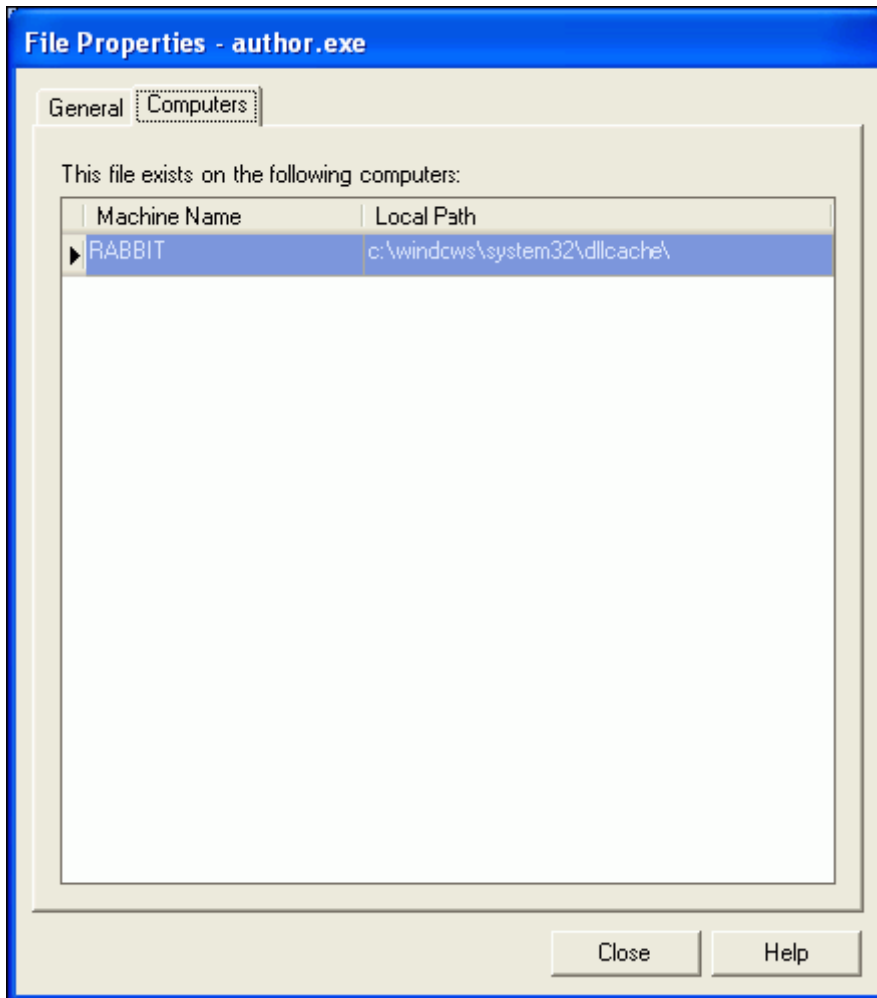 File Properties - author.exe
General Computers
This file exists on the following computers:
Machine Name Local Path
RABBIT c:\windows\system32\dllcache\
Close Help